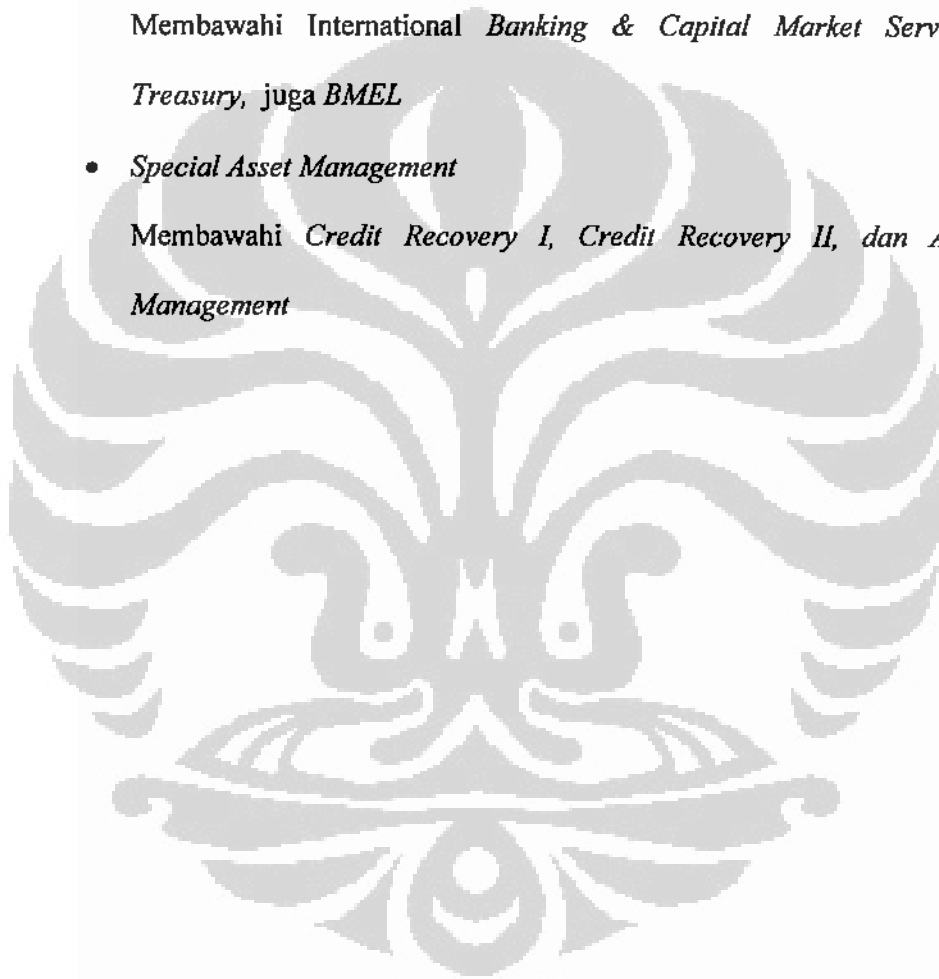 Membawahi International Banking & Capital Market Serv
Treasury, juga BMEL
• Special Asset Management
Membawahi Credit Recovery I, Credit Recovery II, dan
Management